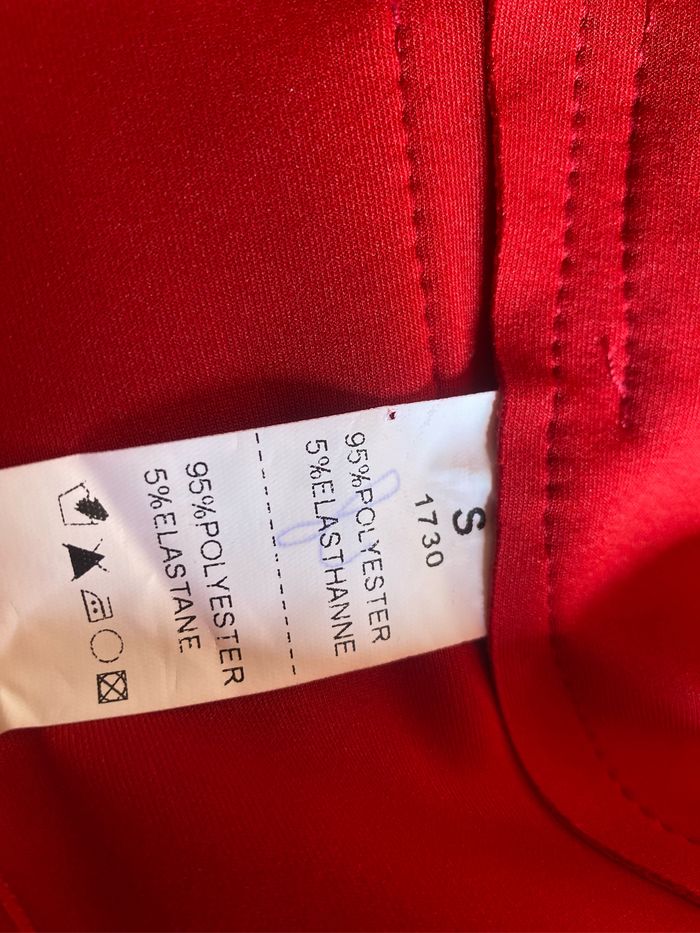 S
1730
95%POLYESTER
5%ELASTHANNE
95%POLYESTER
5%ELASTANE